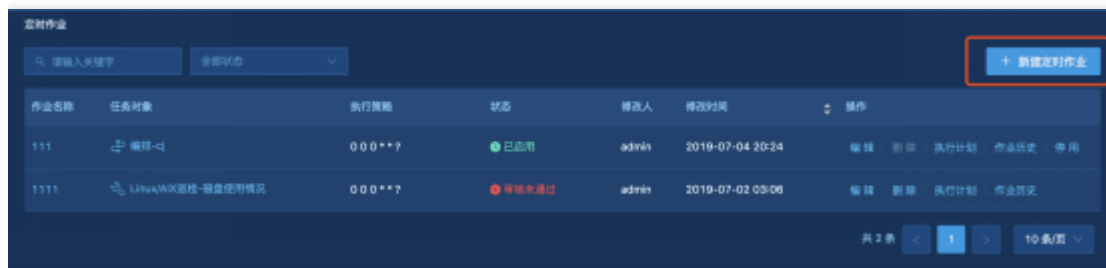 定时作业
请输入关键字 全部状态 + 新建定时作业
作业名称 任务对象 执行策略 状态 修改人 修改时间 操作
111 编排-cj 0 0 0 * * ? 已启用 admin 2019-07-04 20:24 编辑 删除 执行计划 作业历史 停用
1111 Linux/AIX巡检-磁盘使用情况 0 0 0 * * ? 审核未通过 admin 2019-07-02 03:06 编辑 删除 执行计划 作业历史
共 2 条 < 1 > 10 条/页